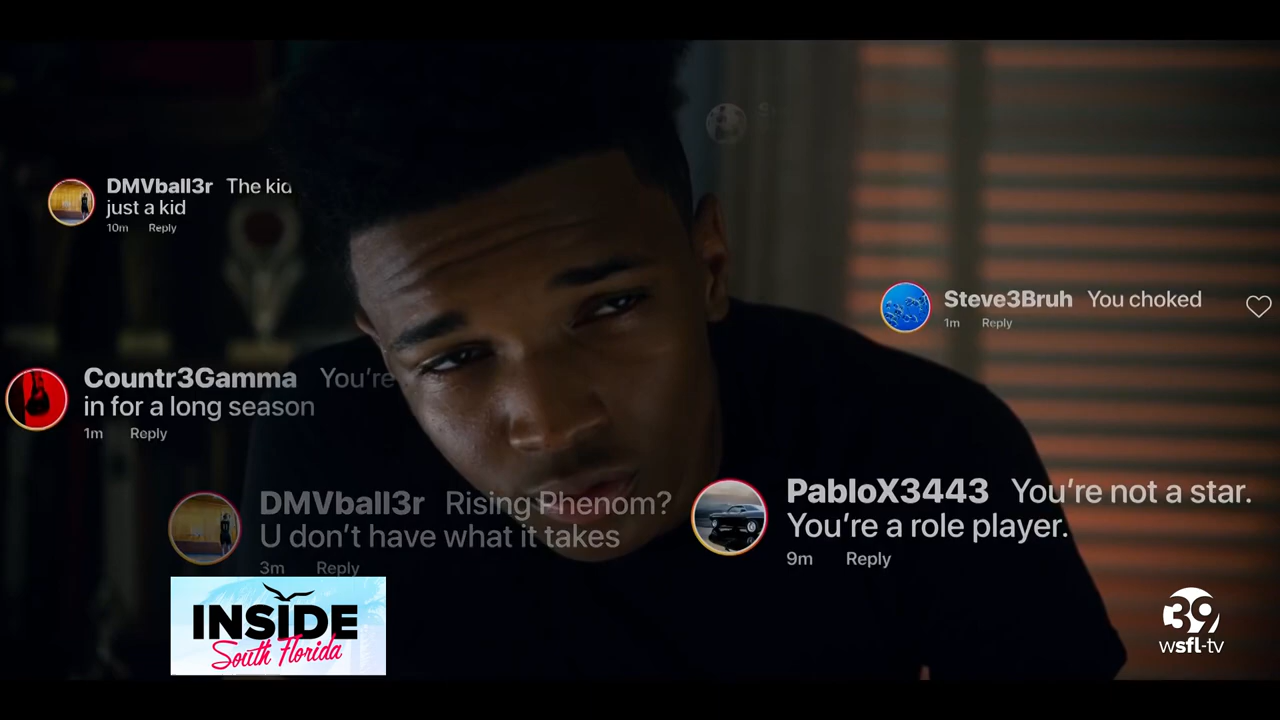 DMVball3r The kid
just a kid
10m Reply
Steve3Bruh You choked
1m Reply
Countr3Gamma You're
in for a long season
1m Reply
DMVball3r Rising Phenom?
U don't have what it takes
3m Reply
PabloX3443 You're not a star.
You're a role player.
9m Reply
INSIDE
South Florida
39
wsfl-tv